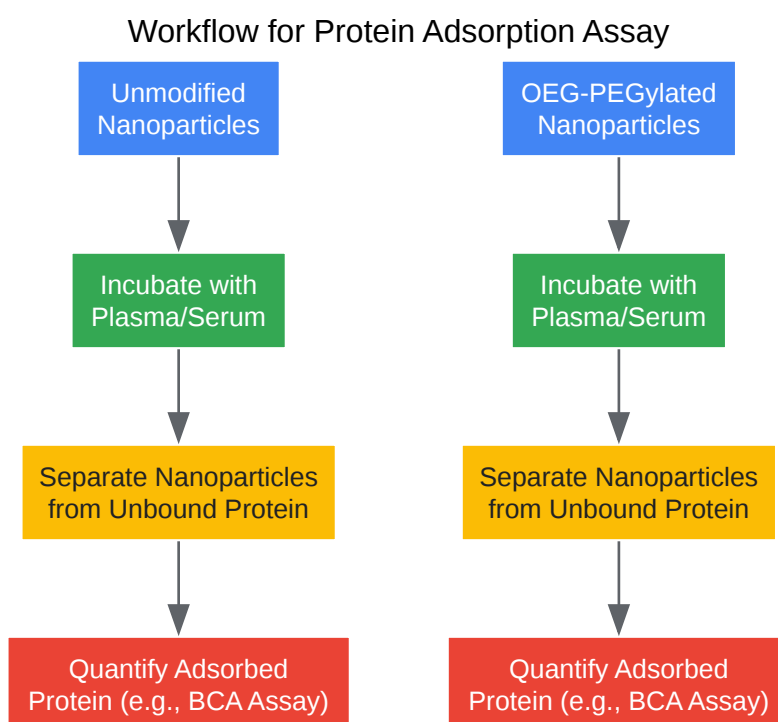 Workflow for Protein Adsorption Assay
Unmodified
Nanoparticles
Incubate with
Plasma/Serum
Separate Nanoparticles
from Unbound Protein
Quantify Adsorbed
Protein (e.g., BCA Assay)
OEG-PEGylated
Nanoparticles
Incubate with
Plasma/Serum
Separate Nanoparticles
from Unbound Protein
Quantify Adsorbed
Protein (e.g., BCA Assay)